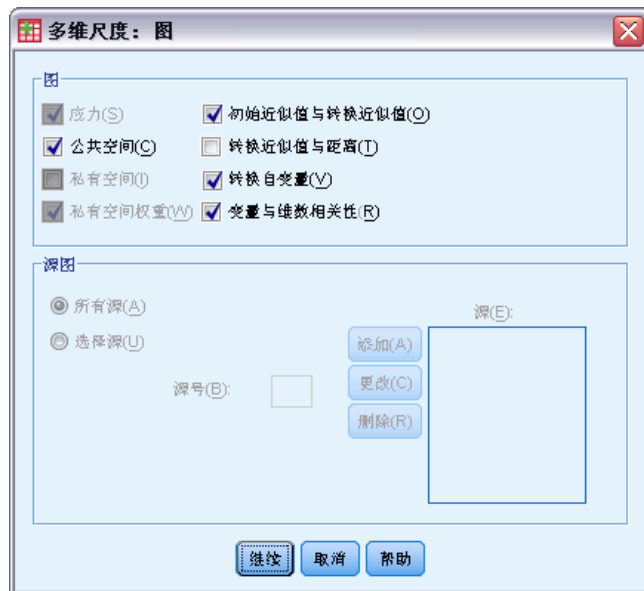 多维尺度: 图
图
应力(S)
初始近似值与转换近似值(O)
公共空间(C)
转换近似值与距离(T)
私有空间(I)
转换自变量(V)
私有空间权重(W)
变量与维数相关性(R)
源图
所有源(A)
源(E):
选择源(U)
添加(A)
源号(B):
更改(C)
删除(R)
继续
取消
帮助